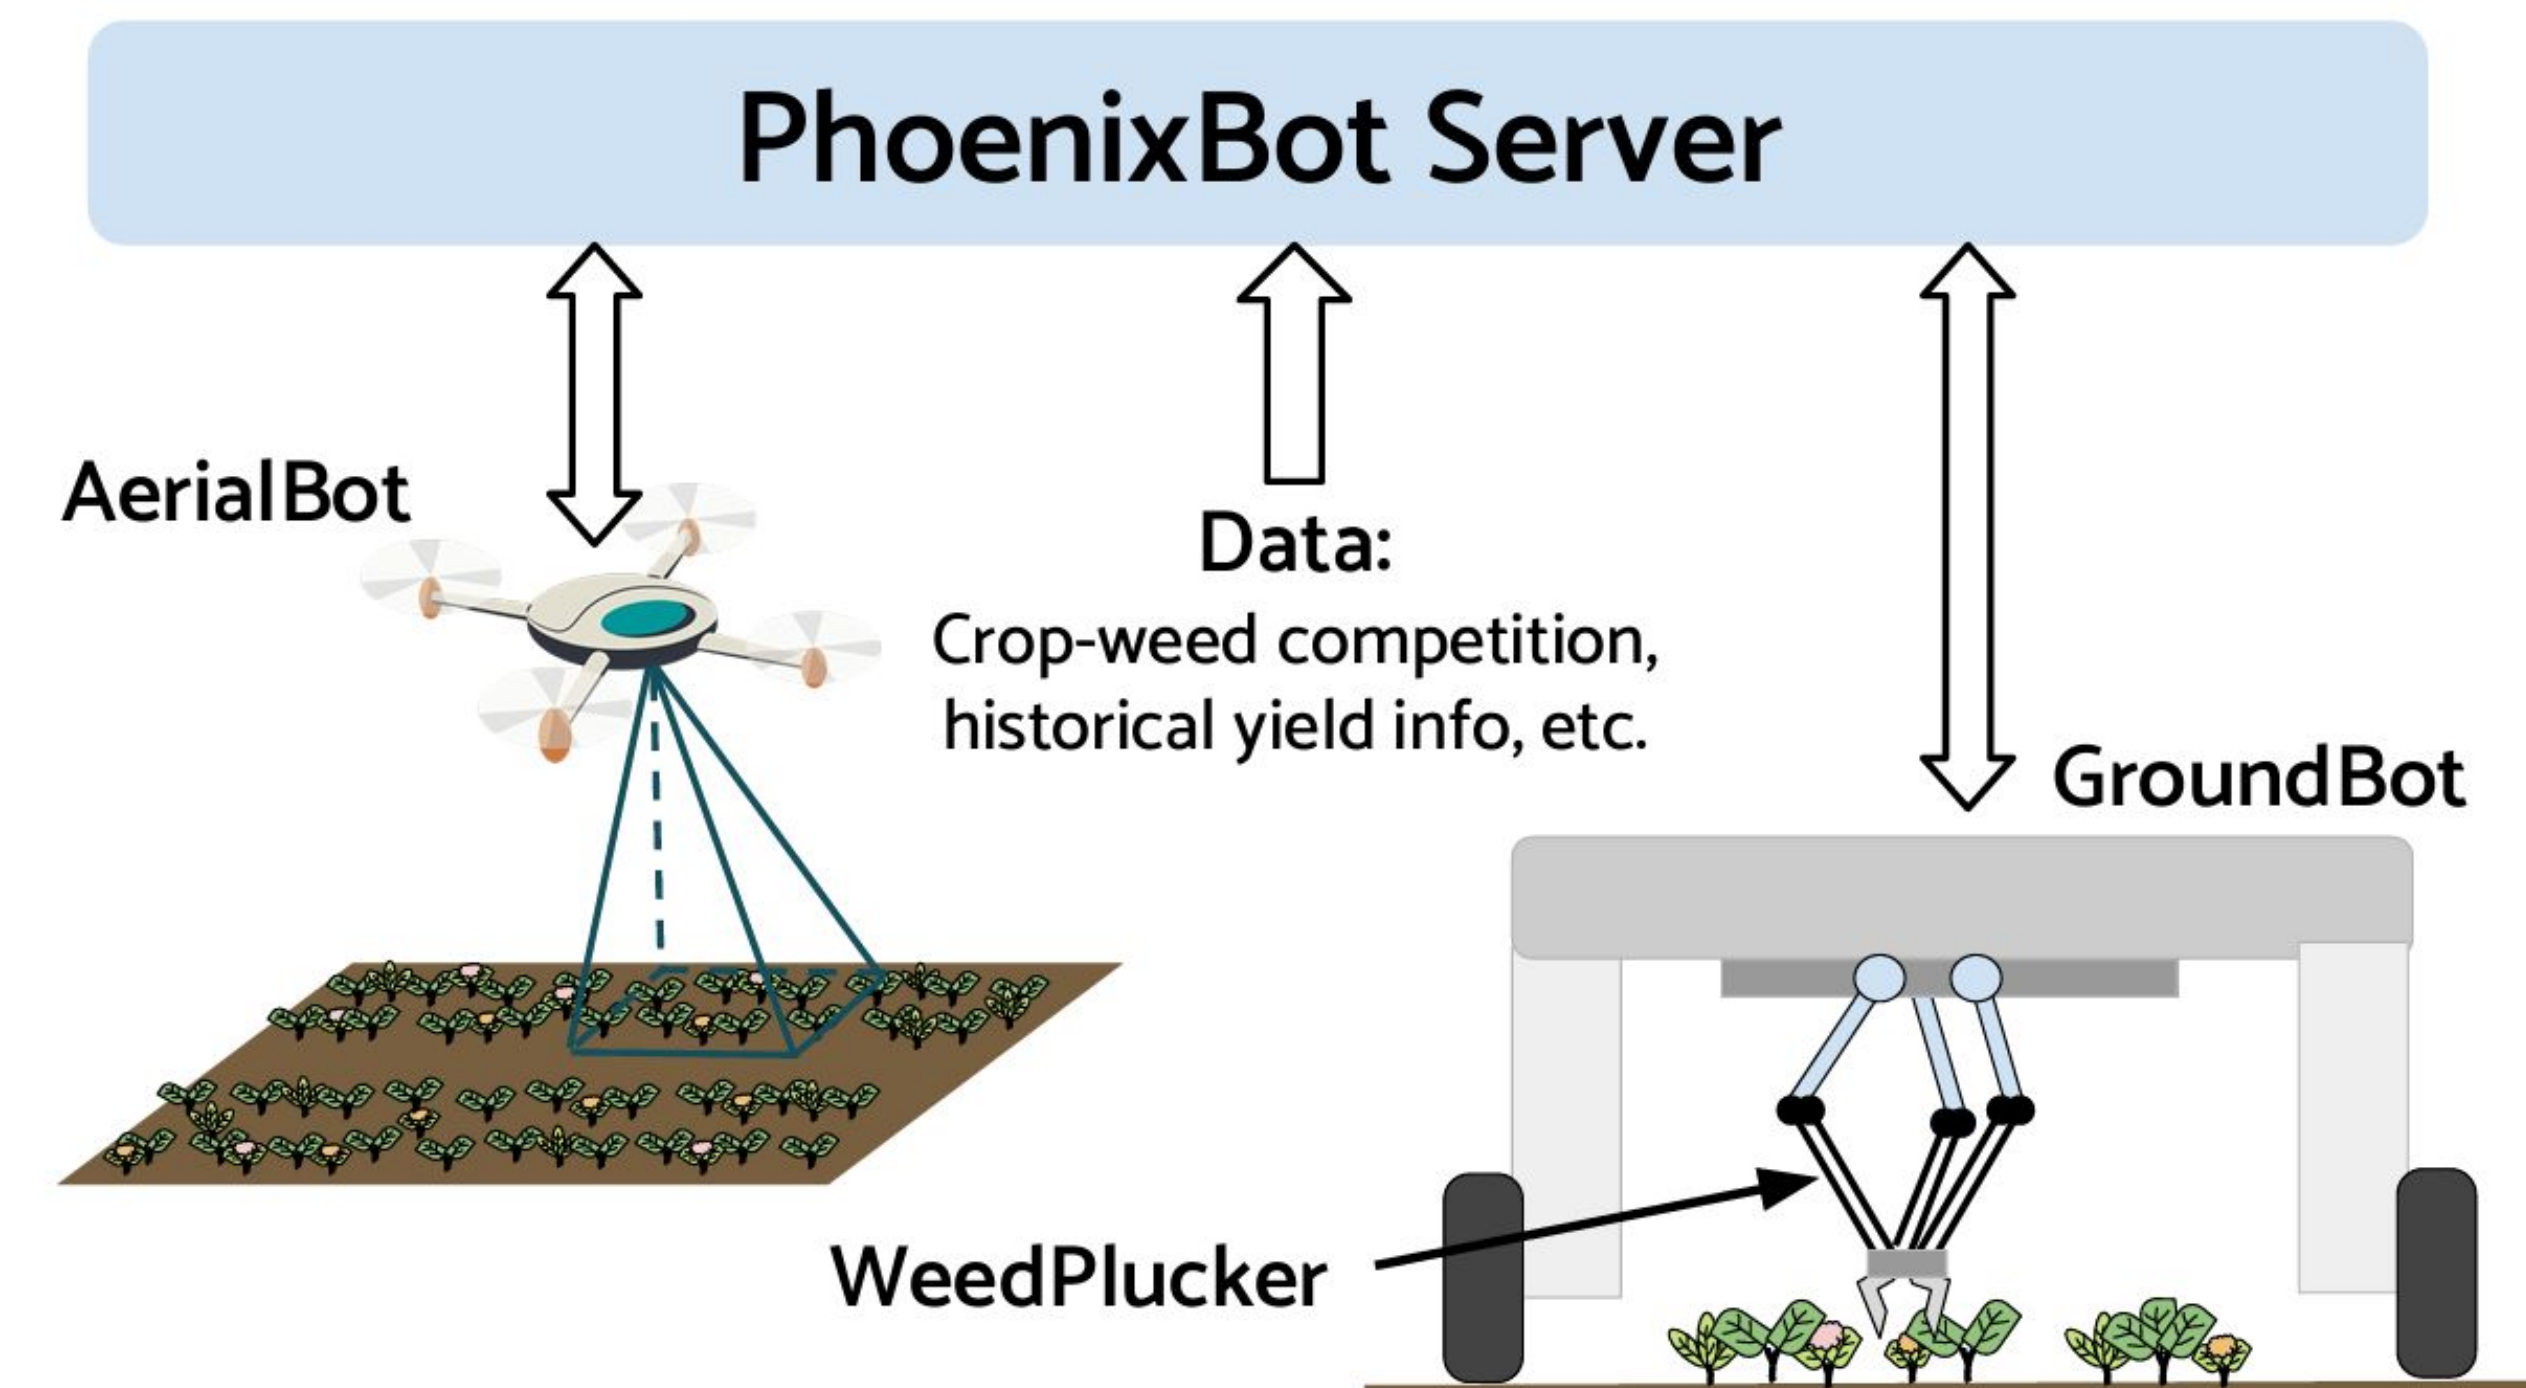 PhoenixBot Server
AerialBot
Data:
Crop-weed competition,
historical yield info, etc.
GroundBot
WeedPlucker